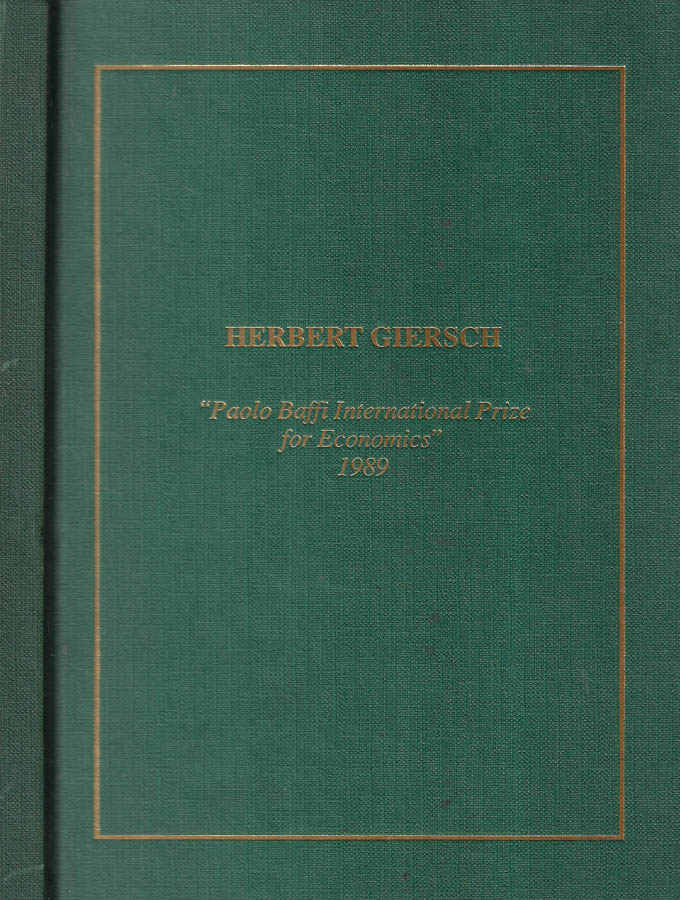 HERBERT GIERSCH
“Paolo Baffi International Prize
for Economics”
1989